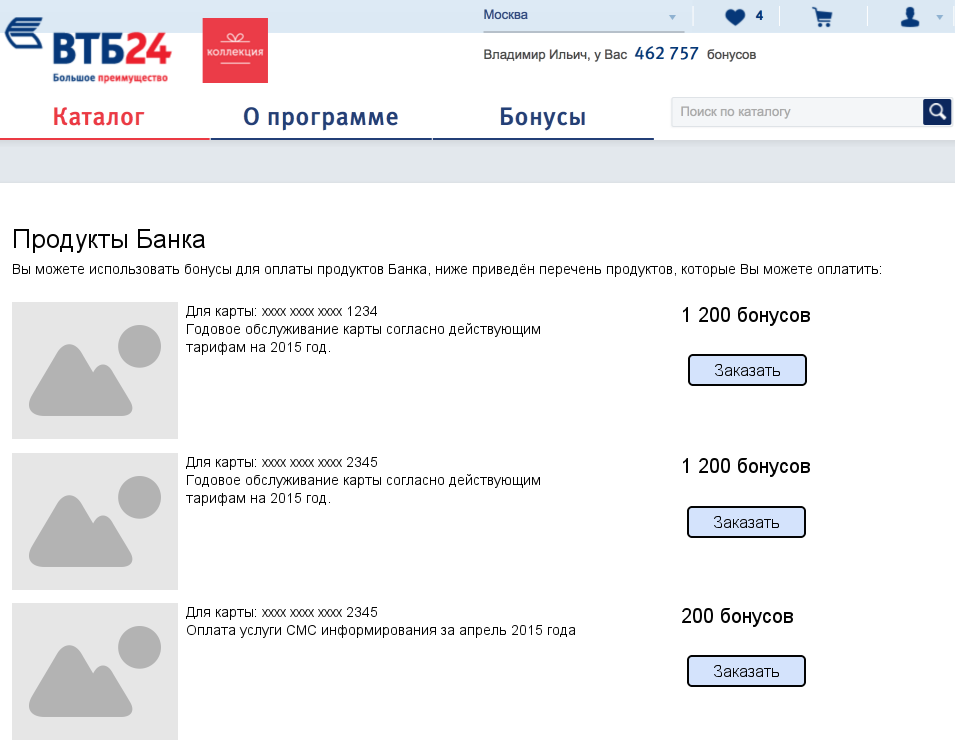 Москва
4
ВТБ24
Большое преимущество
коллекция
Владимир Ильич, у Вас 462 757 бонусов
Каталог
О программе
Бонусы
Поиск по каталогу
Продукты Банка
Вы можете использовать бонусы для оплаты продуктов Банка, ниже приведён перечень продуктов, которые Вы можете оплатить:
Для карты: xxxx xxxx xxxx 1234
Годовое обслуживание карты согласно действующим
тарифам на 2015 год.
1 200 бонусов
Заказать
Для карты: xxxx xxxx xxxx 2345
Годовое обслуживание карты согласно действующим
тарифам на 2015 год.
1 200 бонусов
Заказать
Для карты: xxxx xxxx xxxx 2345
Оплата услуги СМС информирования за апрель 2015 года
200 бонусов
Заказать